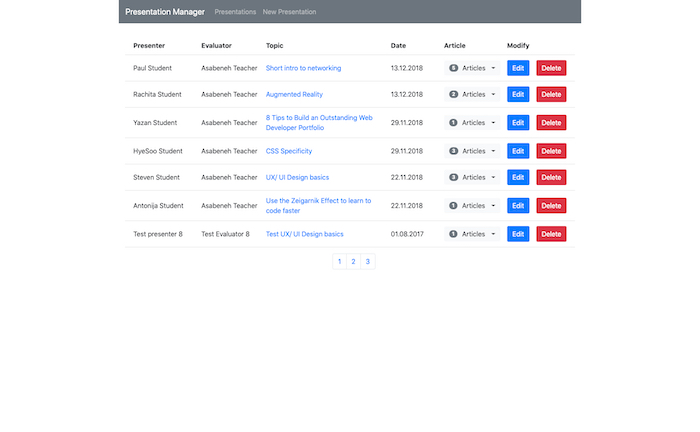 Presentation Manager Presentations New Presentation
Presenter Evaluator Topic Date Article Modify
Paul Student Asabeneh Teacher Short intro to networking 13.12.2018 5 Articles Edit Delete
Rachita Student Asabeneh Teacher Augmented Reality 13.12.2018 2 Articles Edit Delete
Yazan Student Asabeneh Teacher 8 Tips to Build an Outstanding Web 29.11.2018 1 Articles Edit Delete
Developer Portfolio
HyeSoo Student Asabeneh Teacher CSS Specificity 29.11.2018 3 Articles Edit Delete
Steven Student Asabeneh Teacher UX/ UI Design basics 22.11.2018 3 Articles Edit Delete
Antonija Student Asabeneh Teacher Use the Zeigarnik Effect to learn to 22.11.2018 1 Articles Edit Delete
code faster
Test presenter 8 Test Evaluator 8 Test UX/ UI Design basics 01.08.2017 1 Articles Edit Delete
1 2 3